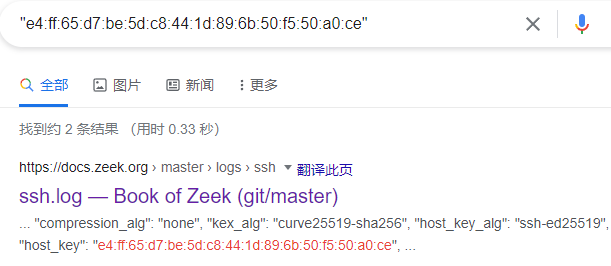 "e4:ff:65:d7:be:5d:c8:44:1d:89:6b:50:f5:50:a0:ce"
全部 图片 新闻 更多
找到约 2 条结果 （用时 0.33 秒）
https://docs.zeek.org › master › logs › ssh 翻译此页
ssh.log — Book of Zeek (git/master)
... "compression_alg": "none", "kex_alg": "curve25519-sha256", "host_key_alg": "ssh-ed25519",
"host_key": "e4:ff:65:d7:be:5d:c8:44:1d:89:6b:50:f5:50:a0:ce", ...